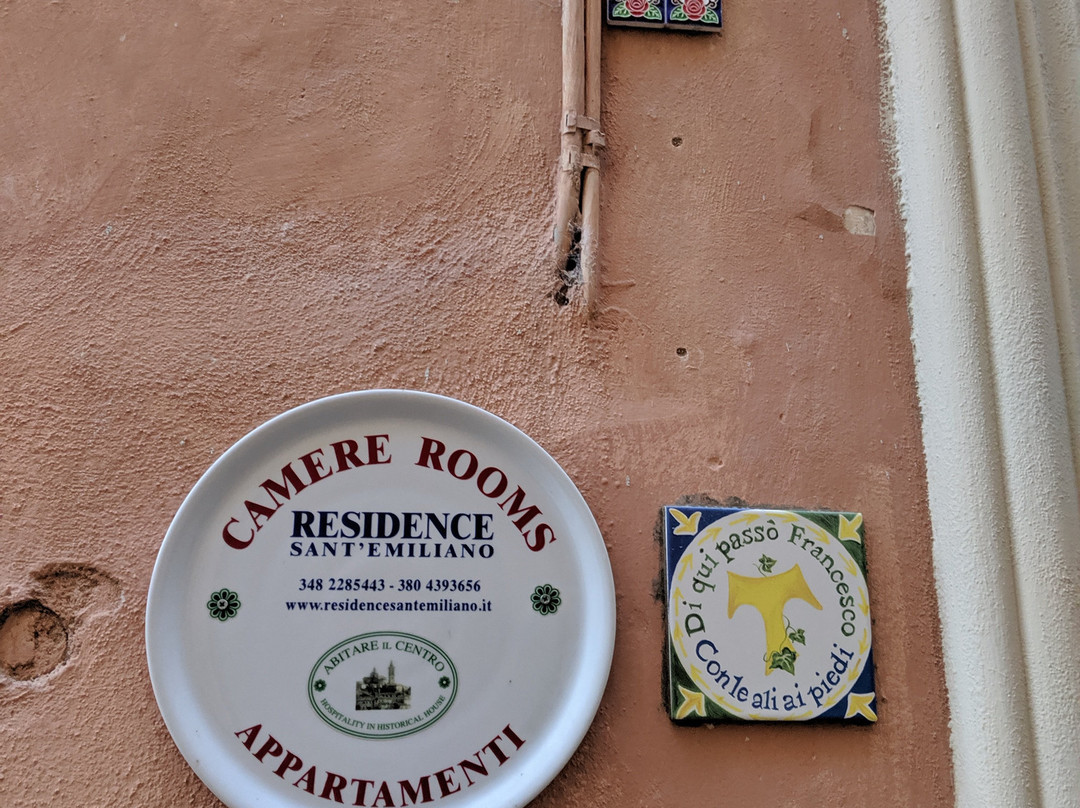 CAMERE ROOMS
RESIDENCE
SANT'EMILIANO
348 2285443 - 380 4393656
www.residencesantemiliano.it
ABITARE IL CENTRO
HOSPITALITY IN HISTORICAL HOUSE
APPARTAMENTI
Di qui passò Francesco
Con le ali ai piedi